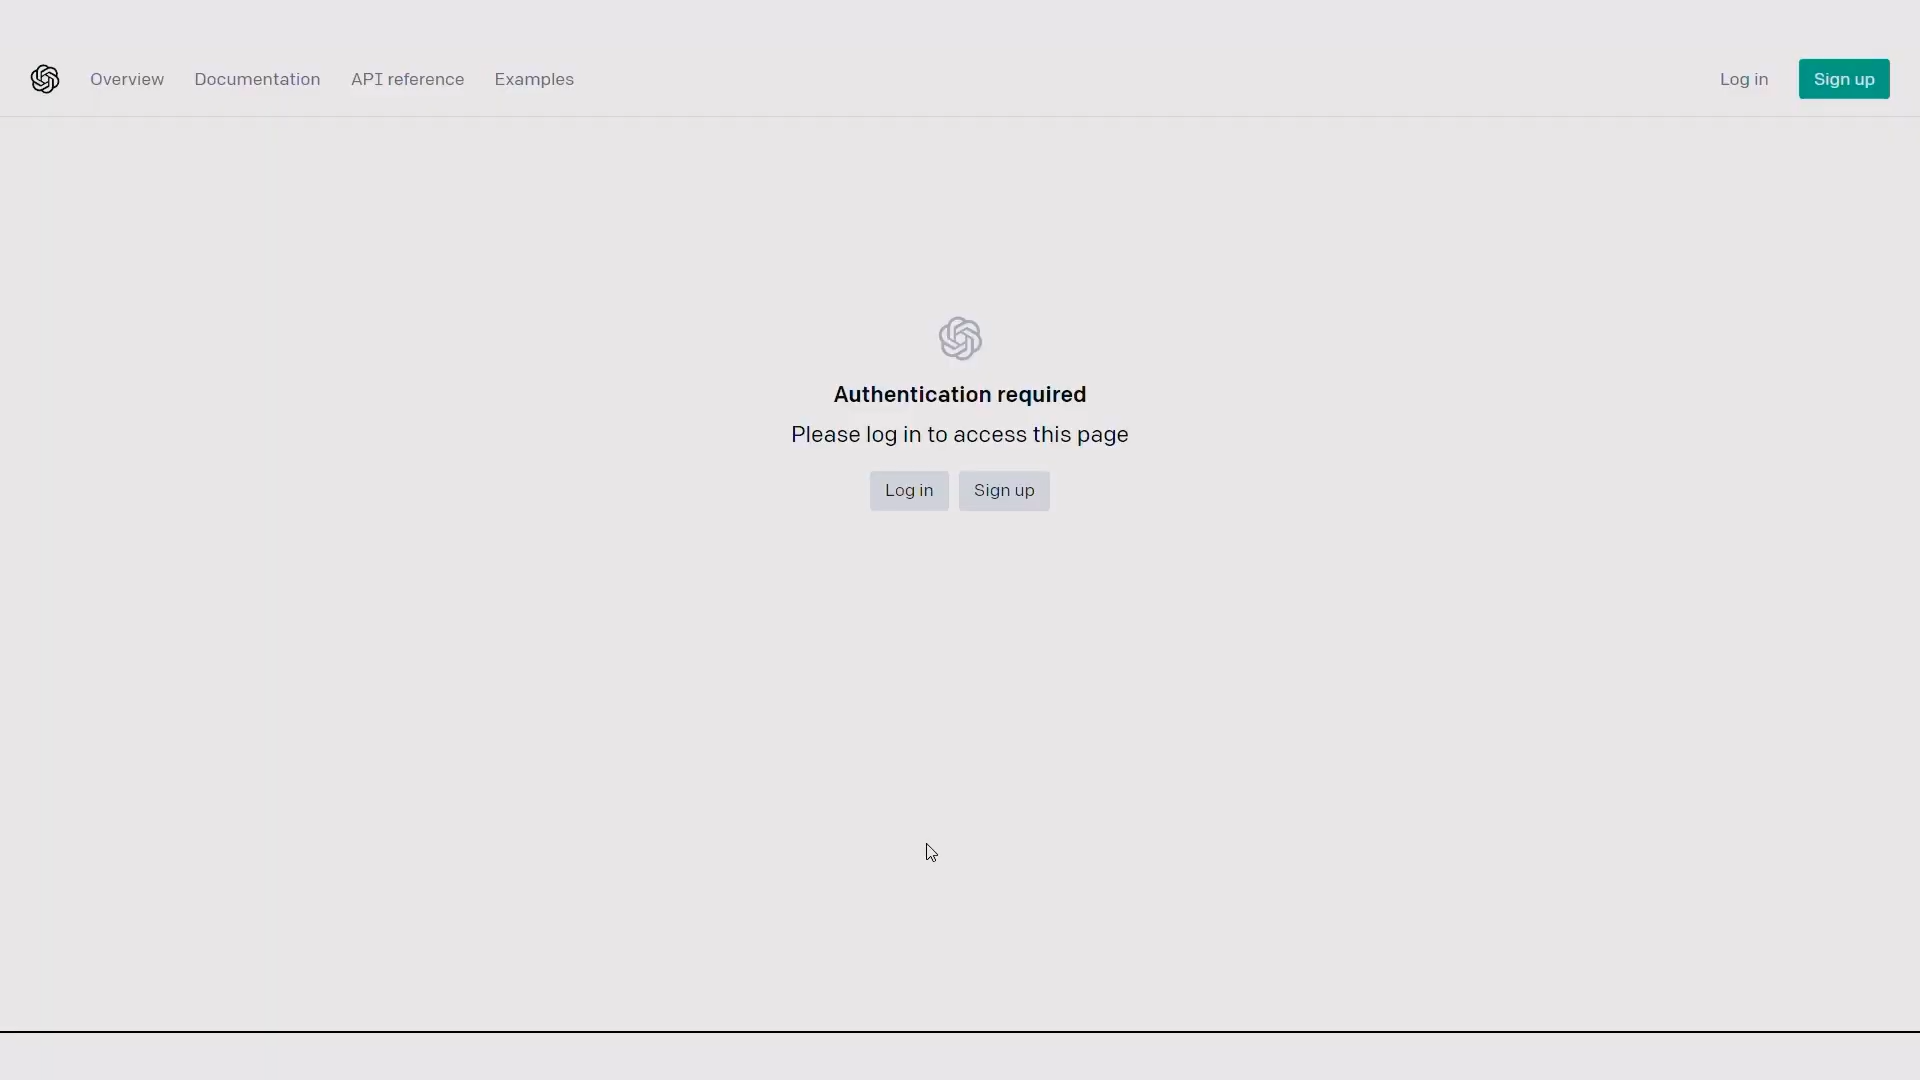 Overview Documentation API reference Examples Log in Sign up
Authentication required
Please log in to access this page
Log in Sign up